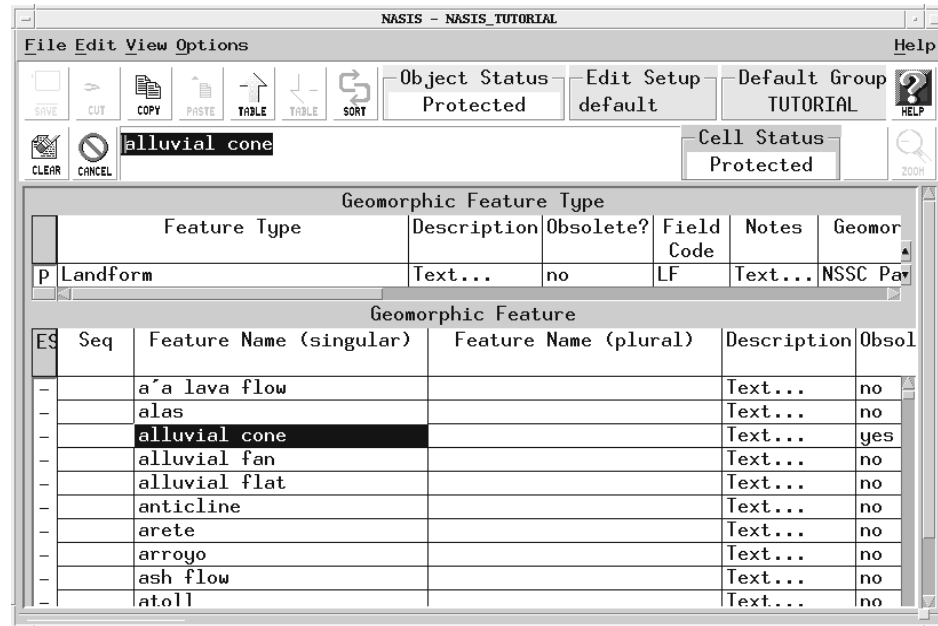 NASIS - NASIS_TUTORIAL
File Edit View Options Help
Object Status Edit Setup Default Group
Protected default TUTORIAL
SAVE CUT COPY PASTE TABLE TABLE SORT HELP
alluvial cone
Cell Status
Protected
CLEAR CANCEL ZOOM
Geomorphic Feature Type
Feature Type Description Obsolete? Field Code Notes Geomor
P Landform Text... no LF Text... NSSC Pa
Geomorphic Feature
ES Seq Feature Name (singular) Feature Name (plural) Description Obsol
– a´a lava flow Text... no
– alas Text... no
– alluvial cone Text... yes
– alluvial fan Text... no
– alluvial flat Text... no
– anticline Text... no
– arete Text... no
– arroyo Text... no
– ash flow Text... no
– atoll Text... no